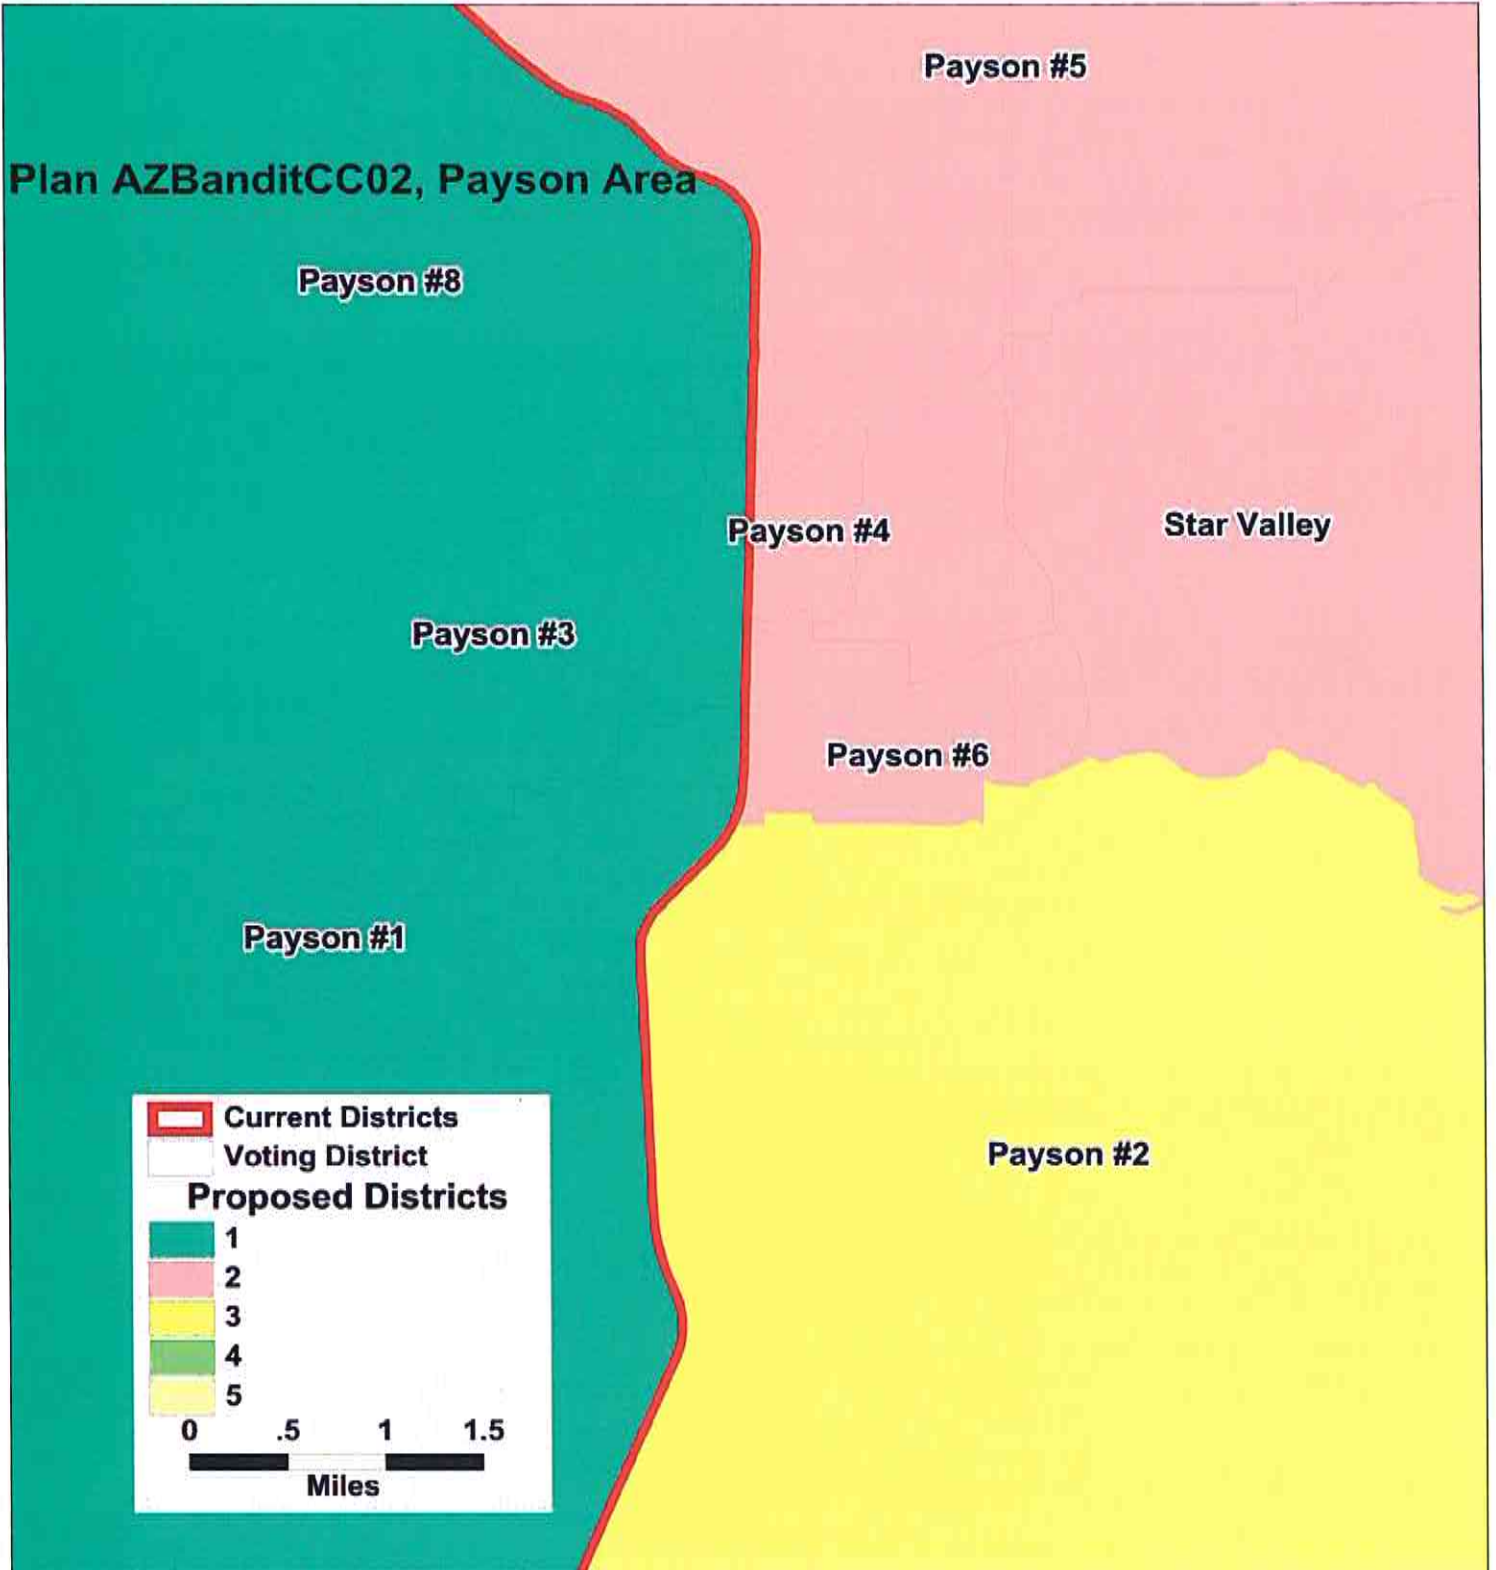 Payson #5
Plan AZBanditCC02, Payson Area
Payson #8
Payson #4
Star Valley
Payson #3
Payson #6
Payson #1
Payson #2
Current Districts
Voting District
Proposed Districts
1
2
3
4
5
0 .5 1 1.5
Miles